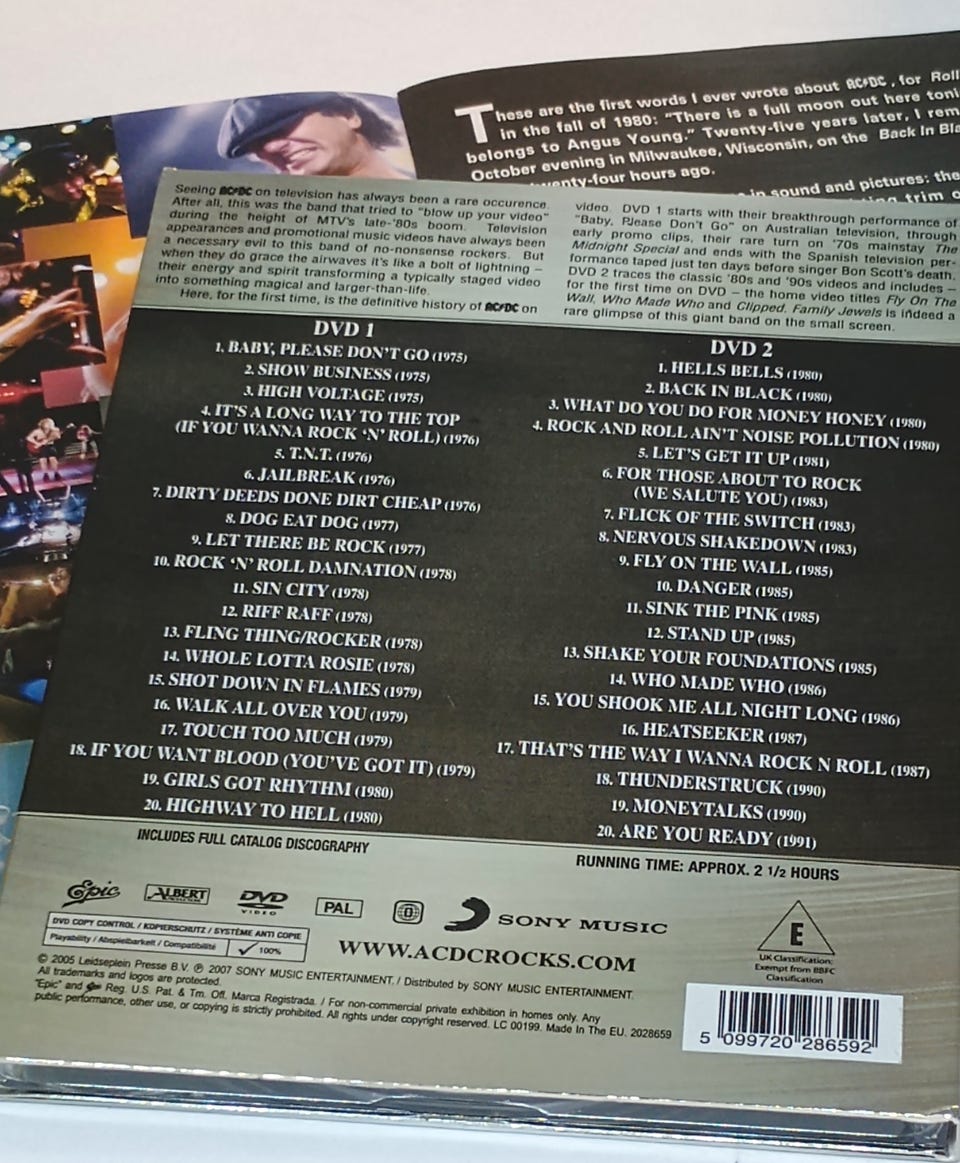 These are the first words I ever wrote about AC/DC, for Roll
in the fall of 1980: "There is a full moon out here toni
belongs to Angus Young." Twenty-five years later, I rem
October evening in Milwaukee, Wisconsin, on the Back In Bla
twenty-four hours ago.
in sound and pictures: the
trim o
Seeing AC/DC on television has always been a rare occurence.
After all, this was the band that tried to "blow up your video"
during the height of MTV's late-'80s boom. Television
appearances and promotional music videos have always been
a necessary evil to this band of no-nonsense rockers. But
when they do grace the airwaves it's like a bolt of lightning –
their energy and spirit transforming a typically staged video
into something magical and larger-than-life.
Here, for the first time, is the definitive history of AC/DC on
video. DVD 1 starts with their breakthrough performance of
"Baby, Please Don't Go" on Australian television, through
early promo clips, their rare turn on '70s mainstay The
Midnight Special and ends with the Spanish television per-
formance taped just ten days before singer Bon Scott's death.
DVD 2 traces the classic '80s and '90s videos and includes –
for the first time on DVD – the home video titles Fly On The
Wall, Who Made Who and Clipped. Family Jewels is indeed a
rare glimpse of this giant band on the small screen.
DVD 1
1. BABY, PLEASE DON'T GO (1975)
2. SHOW BUSINESS (1975)
3. HIGH VOLTAGE (1975)
4. IT'S A LONG WAY TO THE TOP
(IF YOU WANNA ROCK 'N' ROLL) (1976)
5. T.N.T. (1976)
6. JAILBREAK (1976)
7. DIRTY DEEDS DONE DIRT CHEAP (1976)
8. DOG EAT DOG (1977)
9. LET THERE BE ROCK (1977)
10. ROCK 'N' ROLL DAMNATION (1978)
11. SIN CITY (1978)
12. RIFF RAFF (1978)
13. FLING THING/ROCKER (1978)
14. WHOLE LOTTA ROSIE (1978)
15. SHOT DOWN IN FLAMES (1979)
16. WALK ALL OVER YOU (1979)
17. TOUCH TOO MUCH (1979)
18. IF YOU WANT BLOOD (YOU'VE GOT IT) (1979)
19. GIRLS GOT RHYTHM (1980)
20. HIGHWAY TO HELL (1980)
DVD 2
1. HELLS BELLS (1980)
2. BACK IN BLACK (1980)
3. WHAT DO YOU DO FOR MONEY HONEY (1980)
4. ROCK AND ROLL AIN'T NOISE POLLUTION (1980)
5. LET'S GET IT UP (1981)
6. FOR THOSE ABOUT TO ROCK
(WE SALUTE YOU) (1983)
7. FLICK OF THE SWITCH (1983)
8. NERVOUS SHAKEDOWN (1983)
9. FLY ON THE WALL (1985)
10. DANGER (1985)
11. SINK THE PINK (1985)
12. STAND UP (1985)
13. SHAKE YOUR FOUNDATIONS (1985)
14. WHO MADE WHO (1986)
15. YOU SHOOK ME ALL NIGHT LONG (1986)
16. HEATSEEKER (1987)
17. THAT'S THE WAY I WANNA ROCK N ROLL (1987)
18. THUNDERSTRUCK (1990)
19. MONEYTALKS (1990)
20. ARE YOU READY (1991)
INCLUDES FULL CATALOG DISCOGRAPHY
RUNNING TIME: APPROX. 2 1/2 HOURS
Epic
ALBERT
DVD
VIDEO
PAL
0
SONY MUSIC
DVD COPY CONTROL / KOPIERSCHUTZ / SYSTÈME ANTI COPIE
Playability / Abspielbarkeit / Compatibilité 100%
WWW.ACDCROCKS.COM
E
UK Classification:
Exempt from BBFC
Classification
© 2005 Leidseplein Presse B.V. ℗ 2007 SONY MUSIC ENTERTAINMENT. / Distributed by SONY MUSIC ENTERTAINMENT.
All trademarks and logos are protected.
"Epic" and Reg. U.S. Pat. & Tm. Off. Marca Registrada. / For non-commercial private exhibition in homes only. Any
public performance, other use, or copying is strictly prohibited. All rights under copyright reserved. LC 00199. Made In The EU. 2028659
5 099720 286592